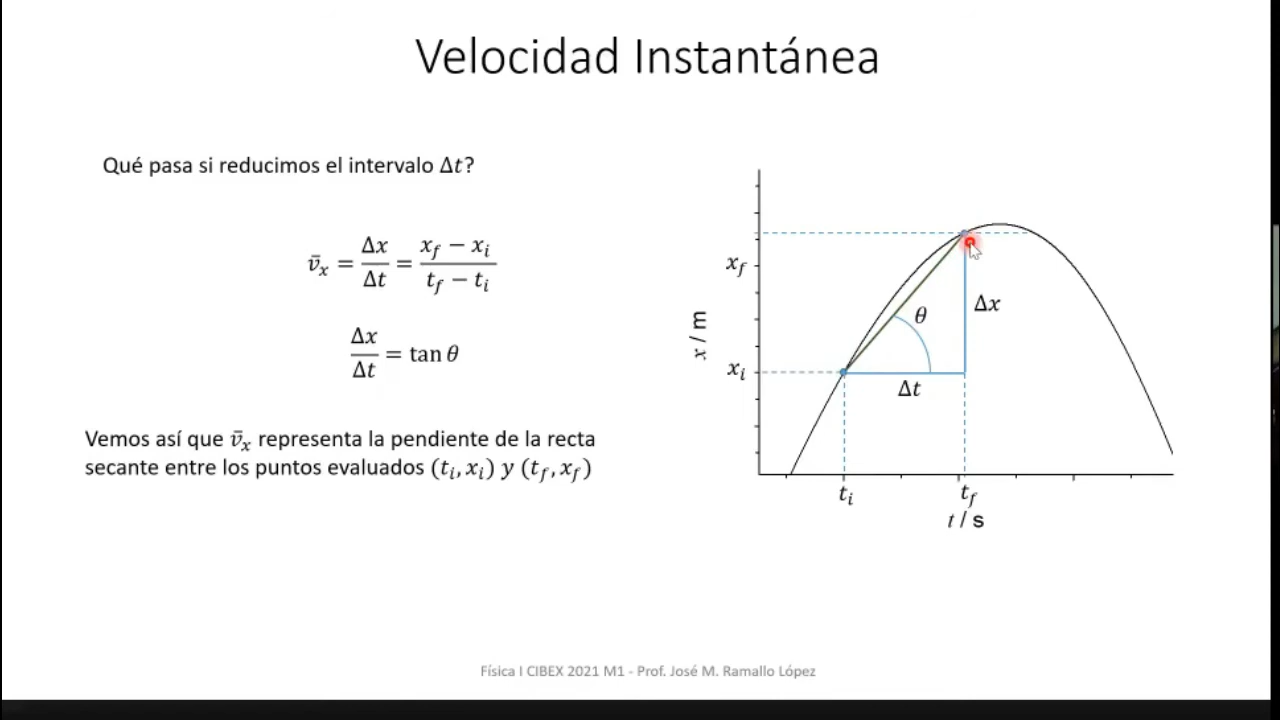 Velocidad Instantánea
Qué pasa si reducimos el intervalo Δt?
v̄ₓ = Δx/Δt = (x_f − x_i)/(t_f − t_i)
Δx/Δt = tan θ
Vemos así que v̄ₓ representa la pendiente de la recta
secante entre los puntos evaluados (t_i, x_i) y (t_f, x_f)
x_f
x / m
x_i
θ
Δx
Δt
t_i
t_f
t / s
Física I CIBEX 2021 M1 - Prof. José M. Ramallo López